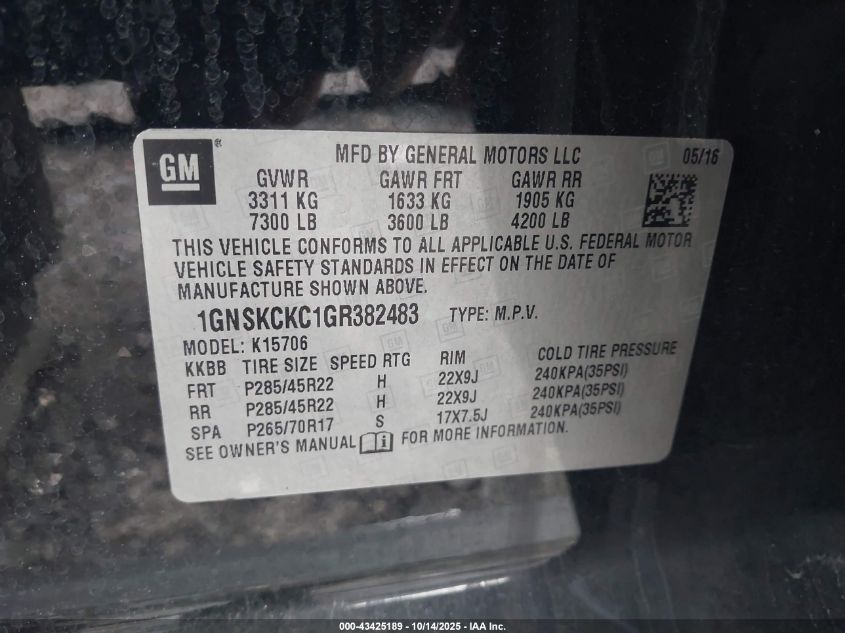 GM®
MFD BY GENERAL MOTORS LLC 05/16
GVWR GAWR FRT GAWR RR
3311 KG 1633 KG 1905 KG
7300 LB 3600 LB 4200 LB
THIS VEHICLE CONFORMS TO ALL APPLICABLE U.S. FEDERAL MOTOR
VEHICLE SAFETY STANDARDS IN EFFECT ON THE DATE OF
MANUFACTURE SHOWN ABOVE.
1GNSKCKC1GR382483 TYPE: M.P.V.
MODEL: K15706
KKBB TIRE SIZE SPEED RTG RIM COLD TIRE PRESSURE
FRT P285/45R22 H 22X9J 240KPA(35PSI)
RR P285/45R22 H 22X9J 240KPA(35PSI)
SPA P265/70R17 S 17X7.5J 240KPA(35PSI)
SEE OWNER'S MANUAL i FOR MORE INFORMATION.
000-43425189 - 10/14/2025 - IAA Inc.